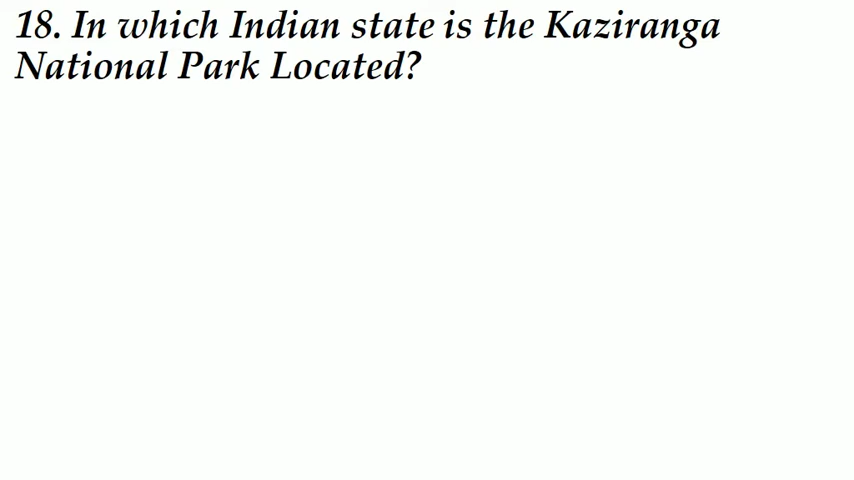 18. In which Indian state is the Kaziranga
National Park Located?